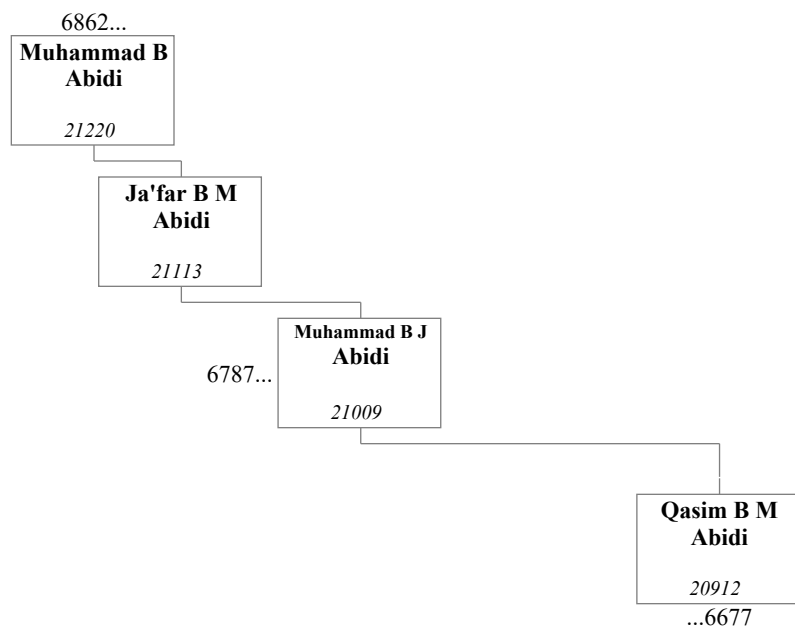 6862...
Muhammad B
Abidi
21220
Ja'far B M
Abidi
21113
Muhammad B J
Abidi
6787...
21009
Qasim B M
Abidi
20912
...6677